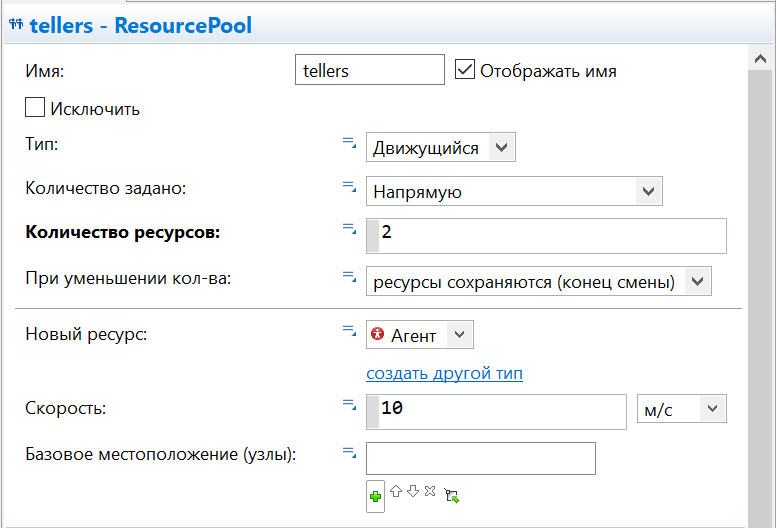 tellers - ResourcePool
Имя: tellers Отображать имя
Исключить
Тип: Движущийся
Количество задано: Напрямую
Количество ресурсов: 2
При уменьшении кол-ва: ресурсы сохраняются (конец смены)
Новый ресурс: Агент
создать другой тип
Скорость: 10 м/с
Базовое местоположение (узлы):